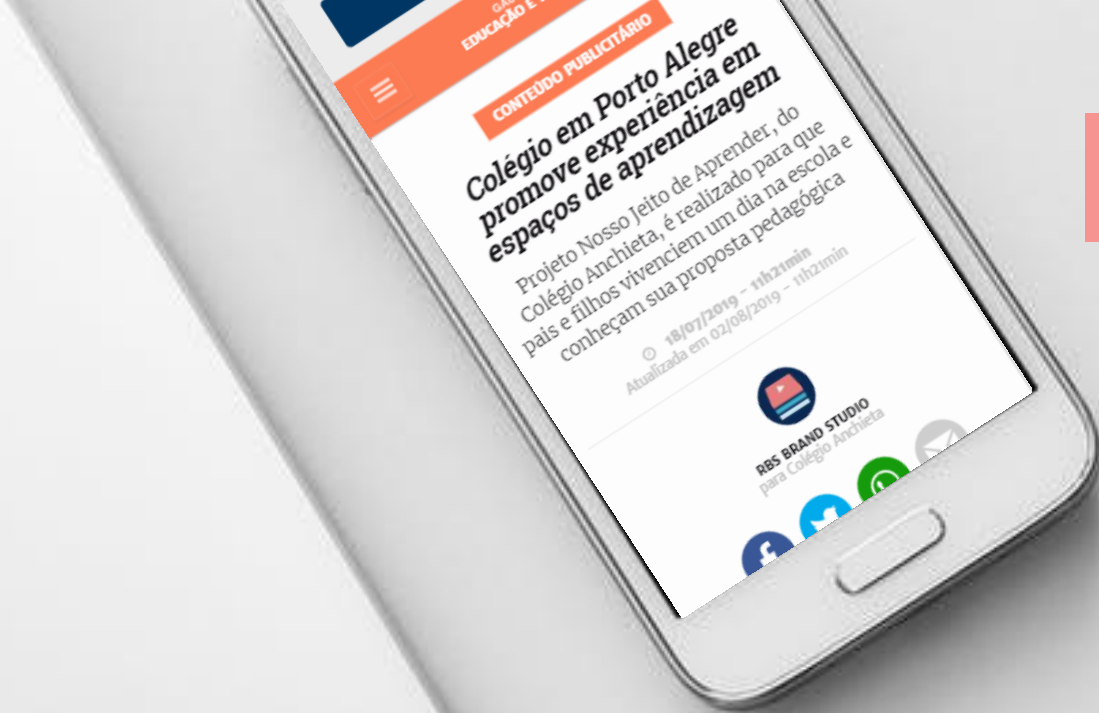 EDUCAÇÃO E
CONTEÚDO PUBLICITÁRIO
Colégio em Porto Alegre
promove experiência em
espaços de aprendizagem
Projeto Nosso Jeito de Aprender, do
Colégio Anchieta, é realizado para que
pais e filhos vivenciem um dia na escola e
conheçam sua proposta pedagógica
18/07/2019 - 11h21min
Atualizada em 02/08/2019 - 11h21min
RBS BRAND STUDIO
para Colégio Anchieta